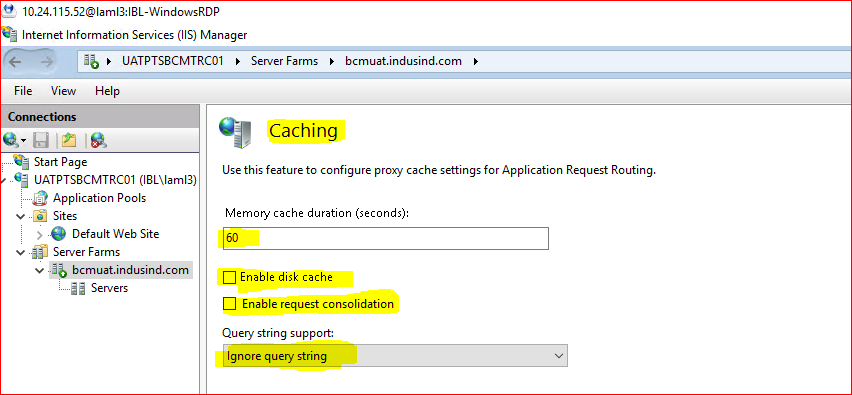 10.24.115.52@Iaml3:IBL-WindowsRDP
Internet Information Services (IIS) Manager
UATPTSBCMTRC01 Server Farms bcmuat.indusind.com
File View Help
Connections
Start Page
UATPTSBCMTRC01 (IBL\Iaml3)
Application Pools
Sites
Default Web Site
Server Farms
bcmuat.indusind.com
Servers
Caching
Use this feature to configure proxy cache settings for Application Request Routing.
Memory cache duration (seconds):
60
Enable disk cache
Enable request consolidation
Query string support:
Ignore query string